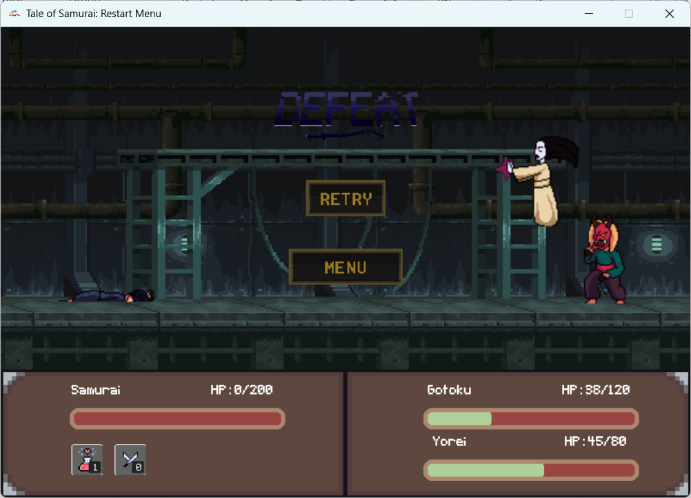 Tale of Samurai: Restart Menu
DEFEAT
RETRY
MENU
Samurai HP:0/200
1 0
Gotoku HP:38/120
Yorei HP:45/80